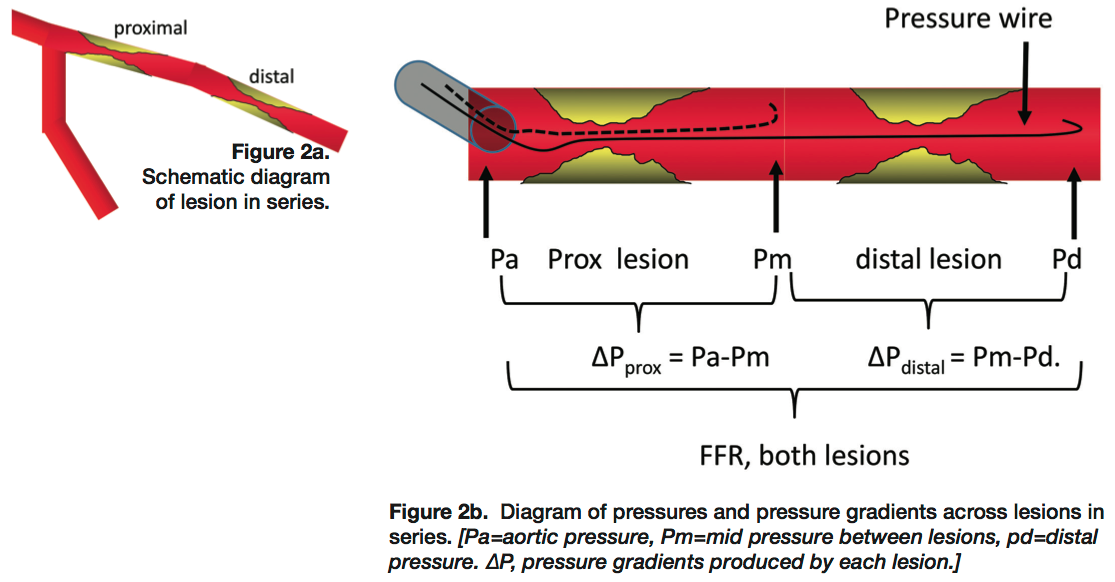 proximal
distal
Figure 2a.
Schematic diagram
of lesion in series.
Pressure wire
Pa Prox lesion Pm distal lesion Pd
ΔPprox = Pa-Pm ΔPdistal = Pm-Pd.
FFR, both lesions
Figure 2b. Diagram of pressures and pressure gradients across lesions in
series. [Pa=aortic pressure, Pm=mid pressure between lesions, pd=distal
pressure. ΔP, pressure gradients produced by each lesion.]